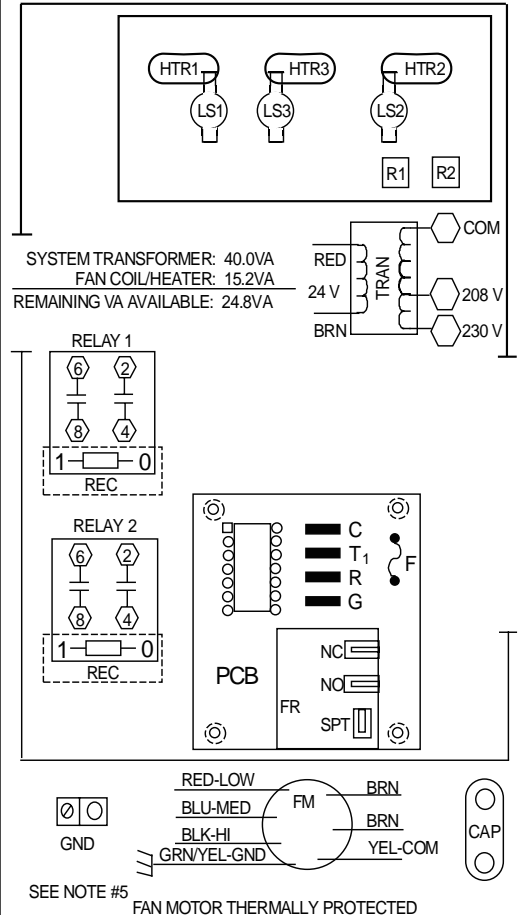 HTR1 HTR3 HTR2
LS1 LS3 LS2
R1 R2
SYSTEM TRANSFORMER: 40.0VA
FAN COIL/HEATER: 15.2VA
REMAINING VA AVAILABLE: 24.8VA
RED
24 V
BRN
TRAN
COM
208 V
230 V
RELAY 1
6 2
8 4
1 0
REC
RELAY 2
6 2
8 4
1 0
REC
C
T1
R
G
F
PCB
FR
NC
NO
SPT
GND
SEE NOTE #5
RED-LOW
BLU-MED
BLK-HI
GRN/YEL-GND
FM
BRN
BRN
YEL-COM
CAP
FAN MOTOR THERMALLY PROTECTED